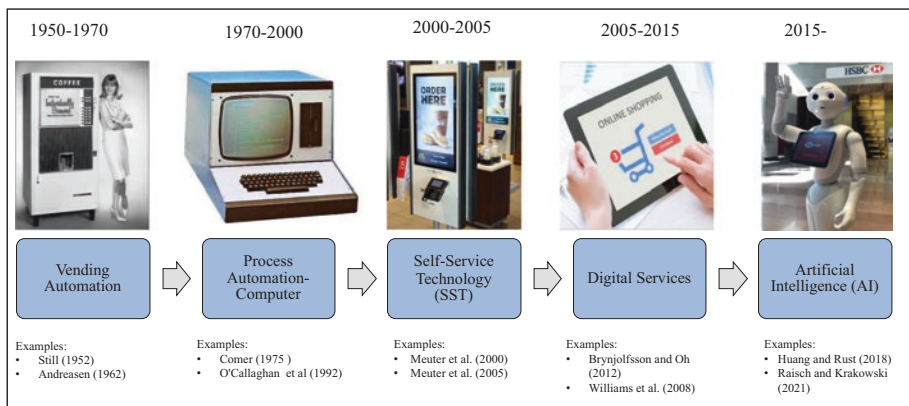 1950-1970
1970-2000
2000-2005
2005-2015
2015-
COFFEE
ORDER
HERE
ORDER
HERE
ONLINE SHOPPING
3
HSBC
Vending
Automation
Process
Automation-
Computer
Self-Service
Technology
(SST)
Digital Services
Artificial
Intelligence (AI)
Examples:
• Still (1952)
• Andreasen (1962)
Examples:
• Comer (1975 )
• O'Callaghan et al (1992)
Examples:
• Meuter et al. (2000)
• Meuter et al. (2005)
Examples:
• Brynjolfsson and Oh
(2012)
• Williams et al. (2008)
Examples:
• Huang and Rust (2018)
• Raisch and Krakowski
(2021)